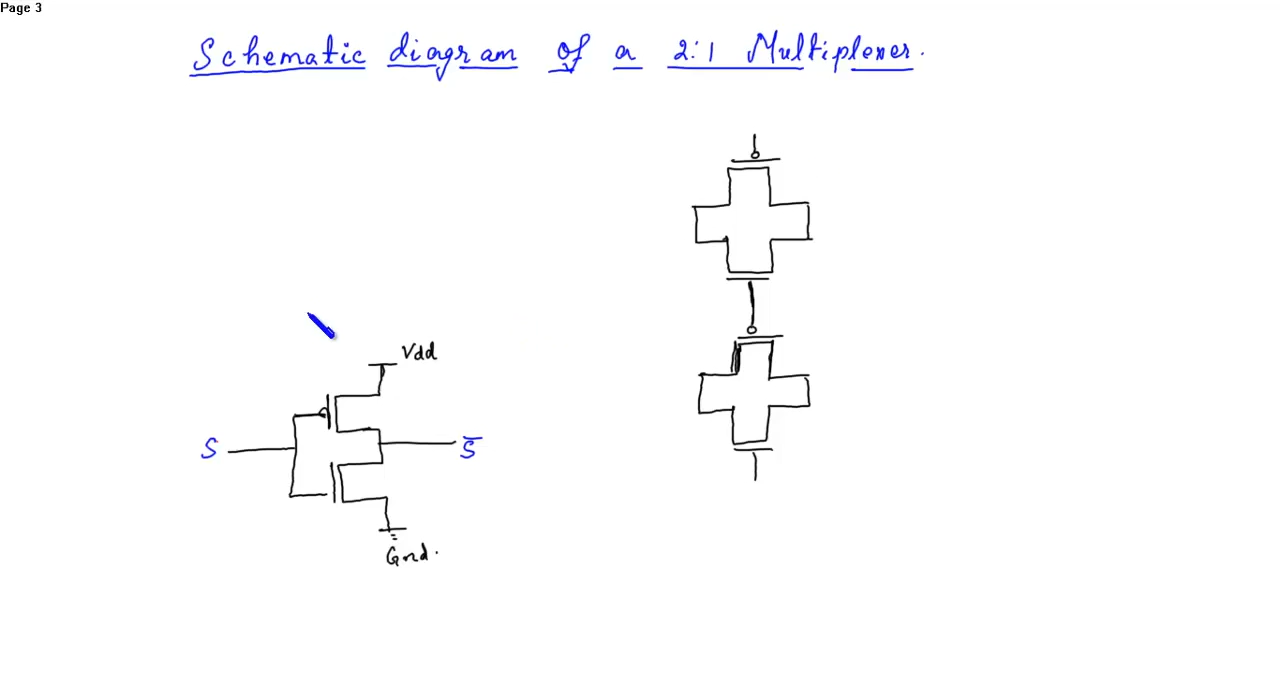 Page 3
Schematic diagram of a 2:1 Multiplexer.
Vdd
S
S̅
Gnd.